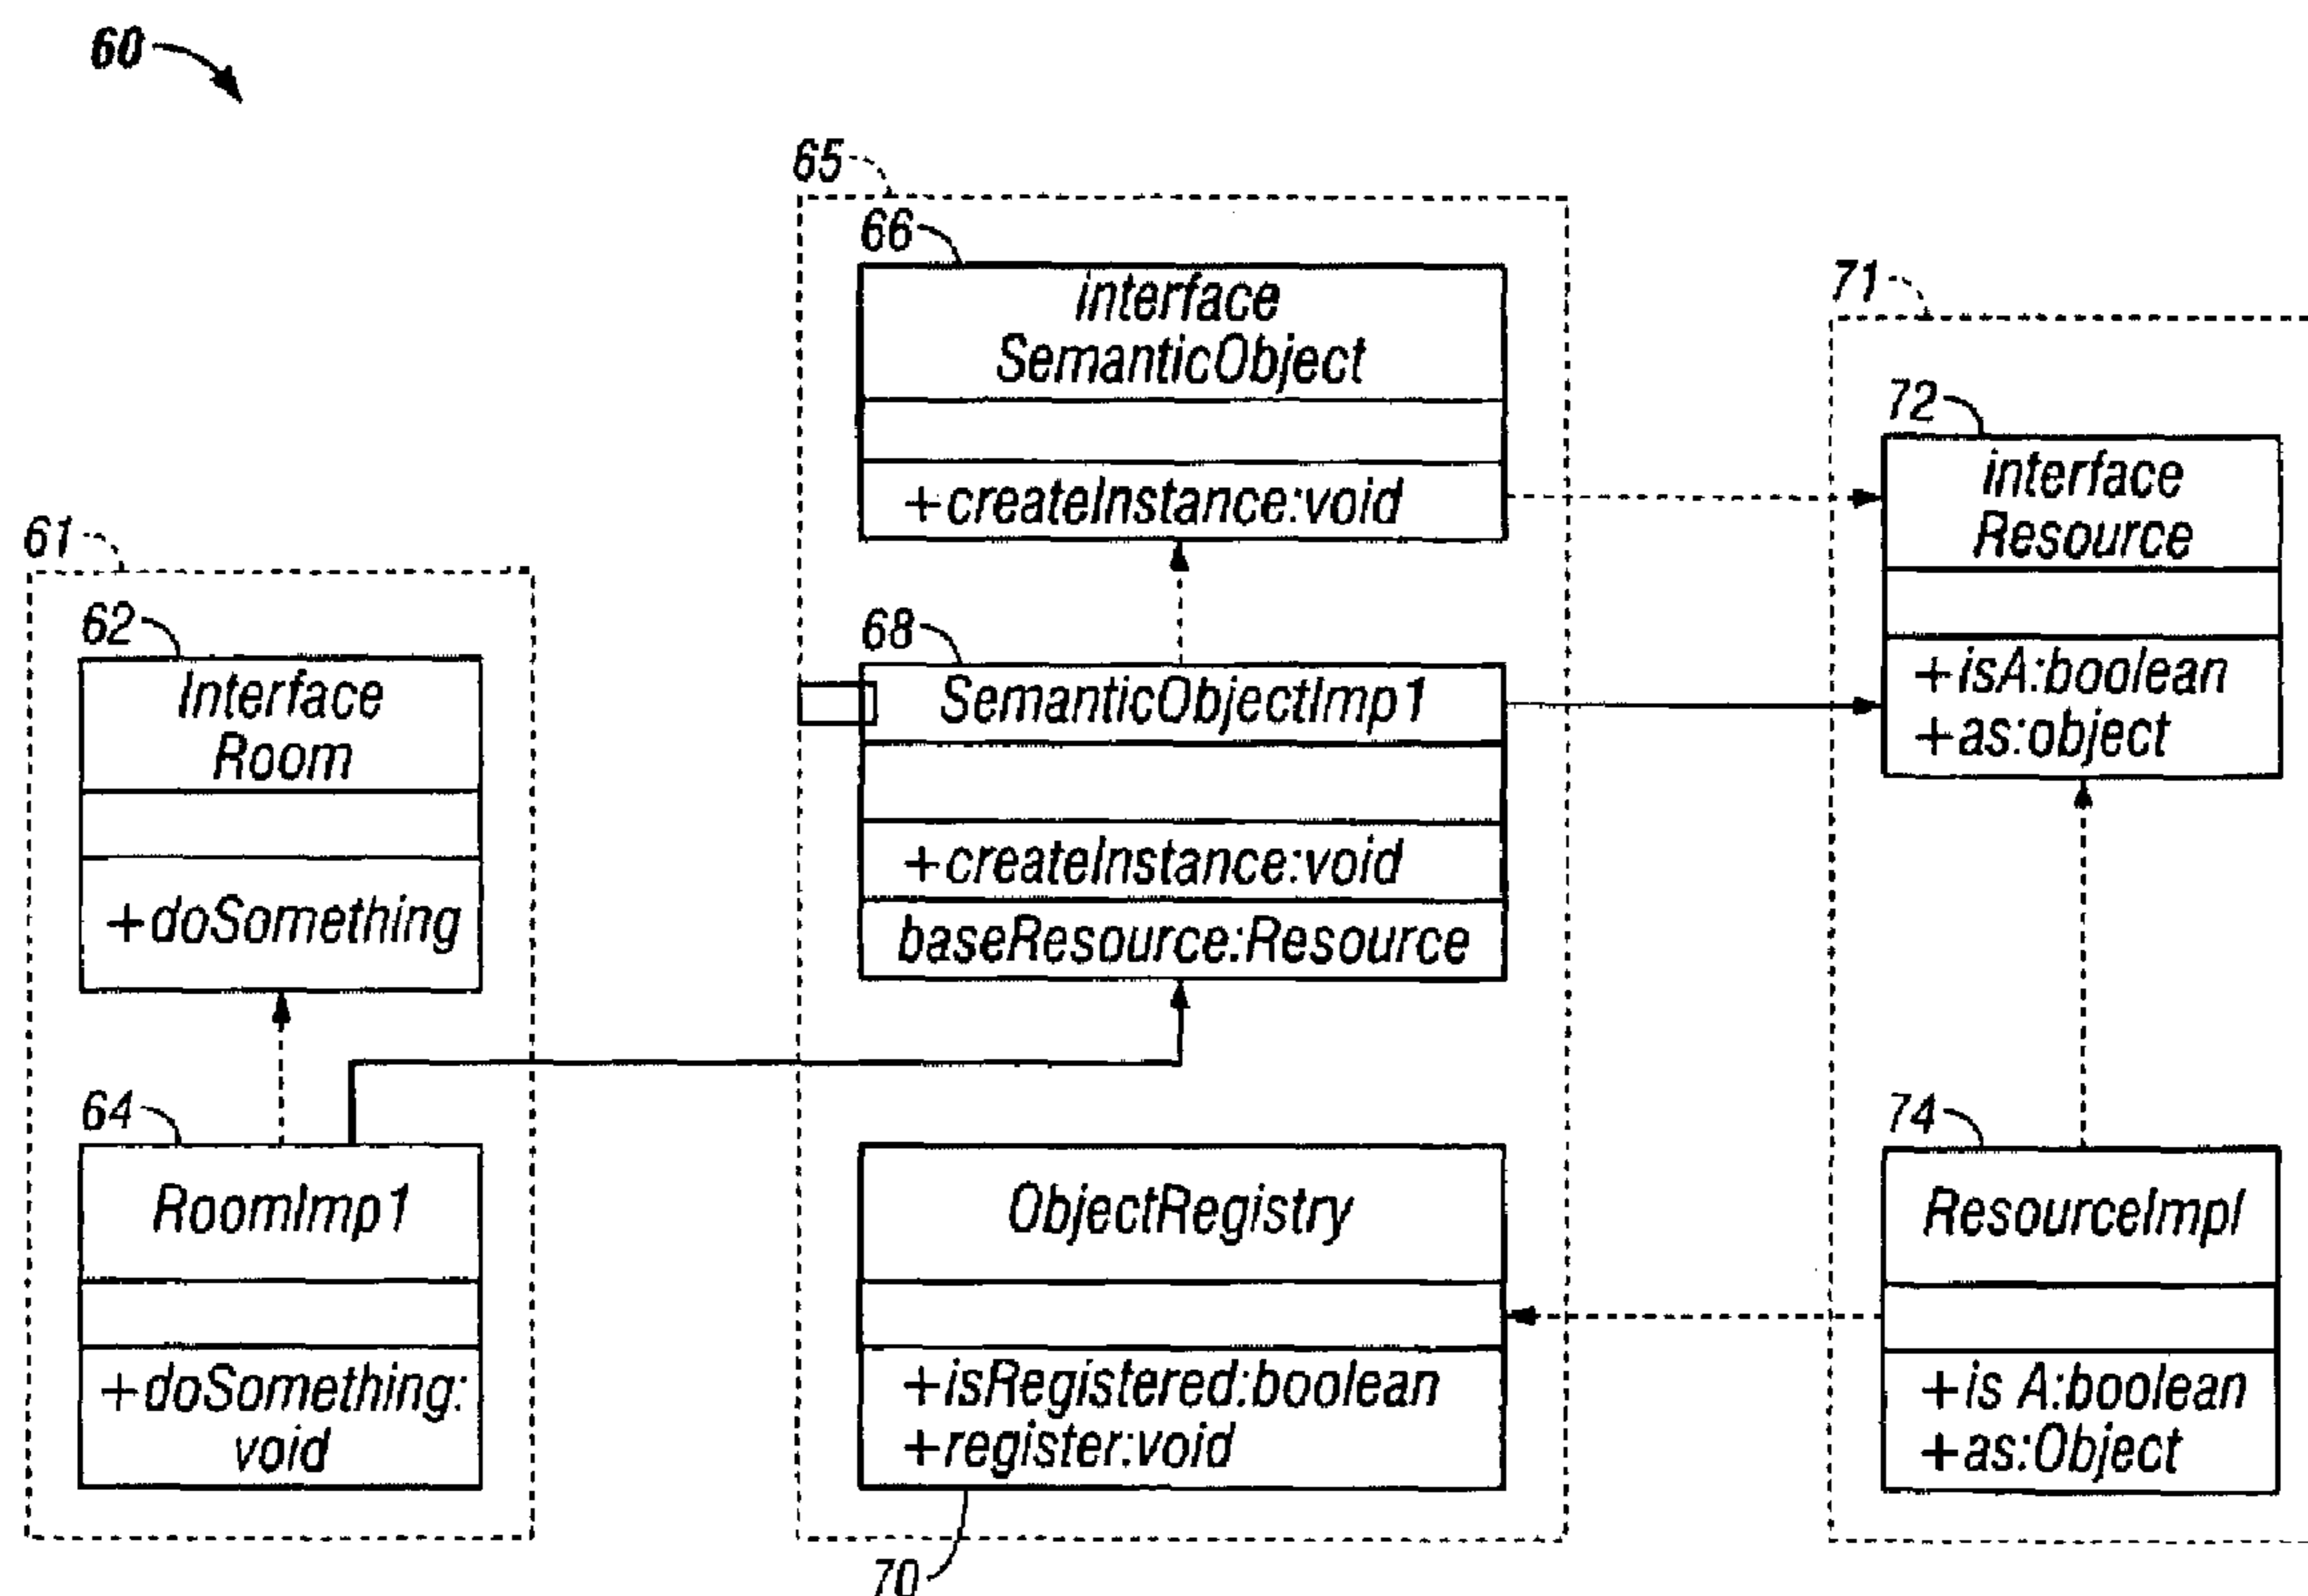 60
65
66
interface
SemanticObject
+createInstance:void
71
72
interface
Resource
+isA:boolean
+as:object
61
62
Interface
Room
+doSomething
68
SemanticObjectImp1
+createInstance:void
baseResource:Resource
64
RoomImp1
+doSomething:
void
ObjectRegistry
+isRegistered:boolean
+register:void
70
74
ResourceImpl
+is A:boolean
+as:Object